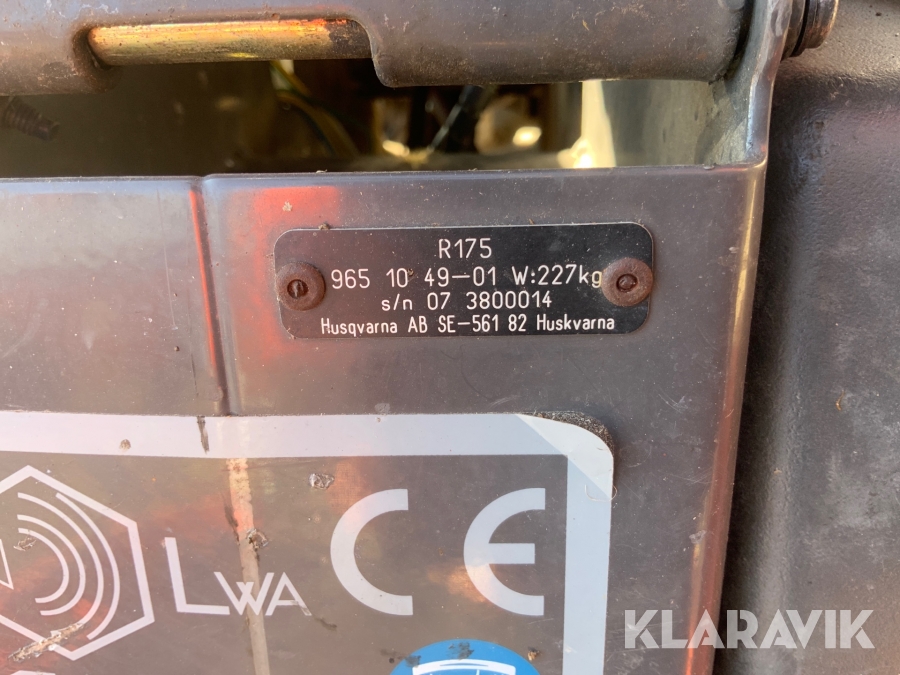 R175
965 10 49-01 W:227kg
s/n 07 3800014
Husqvarna AB SE-561 82 Huskvarna
LWA
CE
KLARAVIK